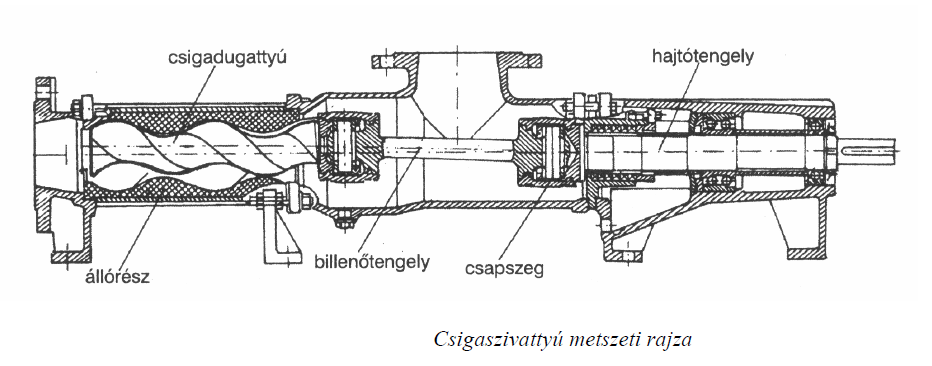 csigadugattyú
hajtótengely
állórész
billenőtengely
csapszeg
Csigaszivattyú metszeti rajza